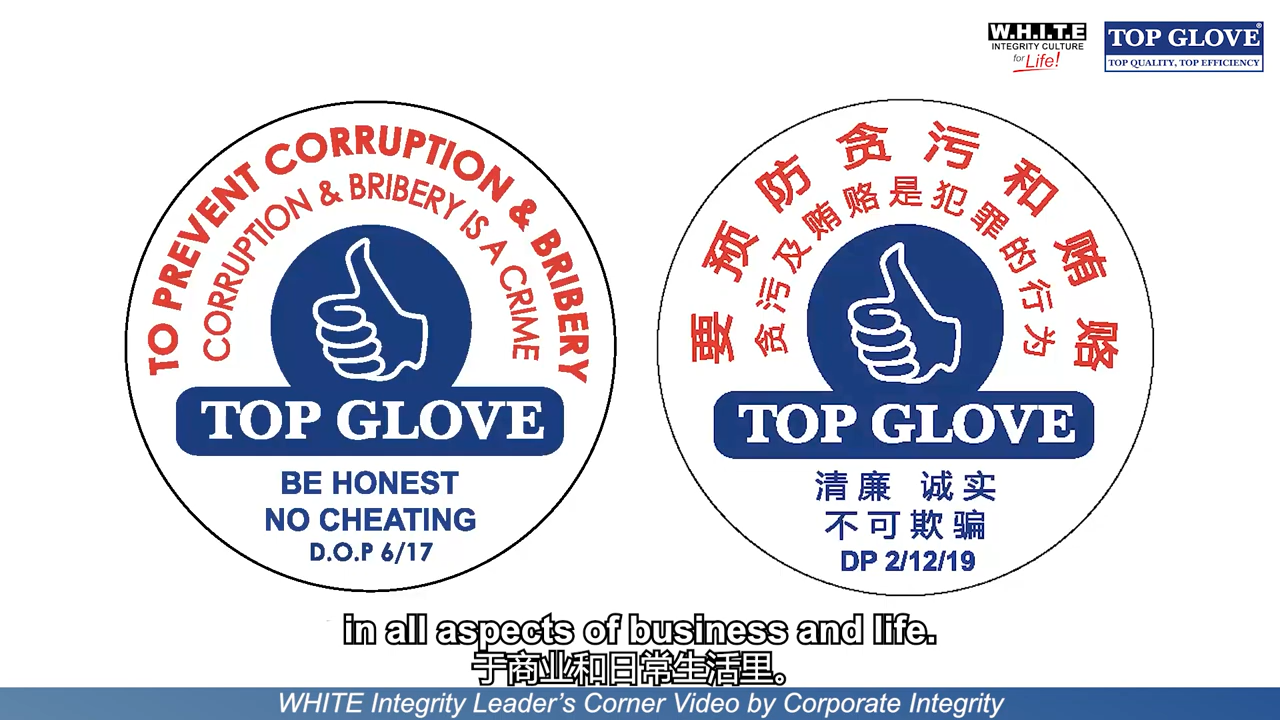 W.H.I.T.E
INTEGRITY CULTURE
for Life!
TOP GLOVE®
TOP QUALITY, TOP EFFICIENCY
TO PREVENT CORRUPTION & BRIBERY
CORRUPTION & BRIBERY IS A CRIME
TOP GLOVE
BE HONEST
NO CHEATING
D.O.P 6/17
要预防贪污和贿赂
贪污及贿赂是犯罪的行为
TOP GLOVE
清廉 诚实
不可欺骗
DP 2/12/19
in all aspects of business and life.
于商业和日常生活里。
WHITE Integrity Leader's Corner Video by Corporate Integrity